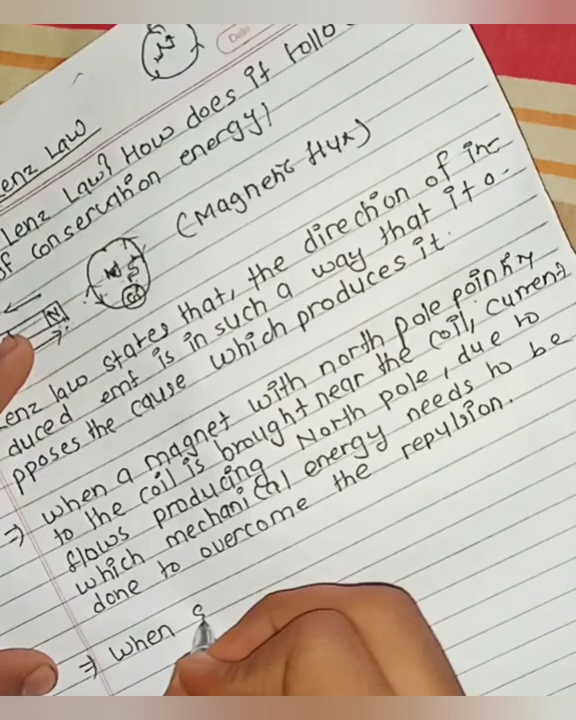 Date
enz Law
Lenz Law? How does it follo
of conservation energy)
(Magnetic flux)
N
N S
G
enz law states that, the direction of inc
duced emf is in such a way that it o-
pposes the cause which produces it.
⇒ when a magnet with north pole pointing
to the coil is brought near the coil, current
flows producing North pole, due to
which mechanical energy needs to be
done to overcome the repulsion.
⇒ when